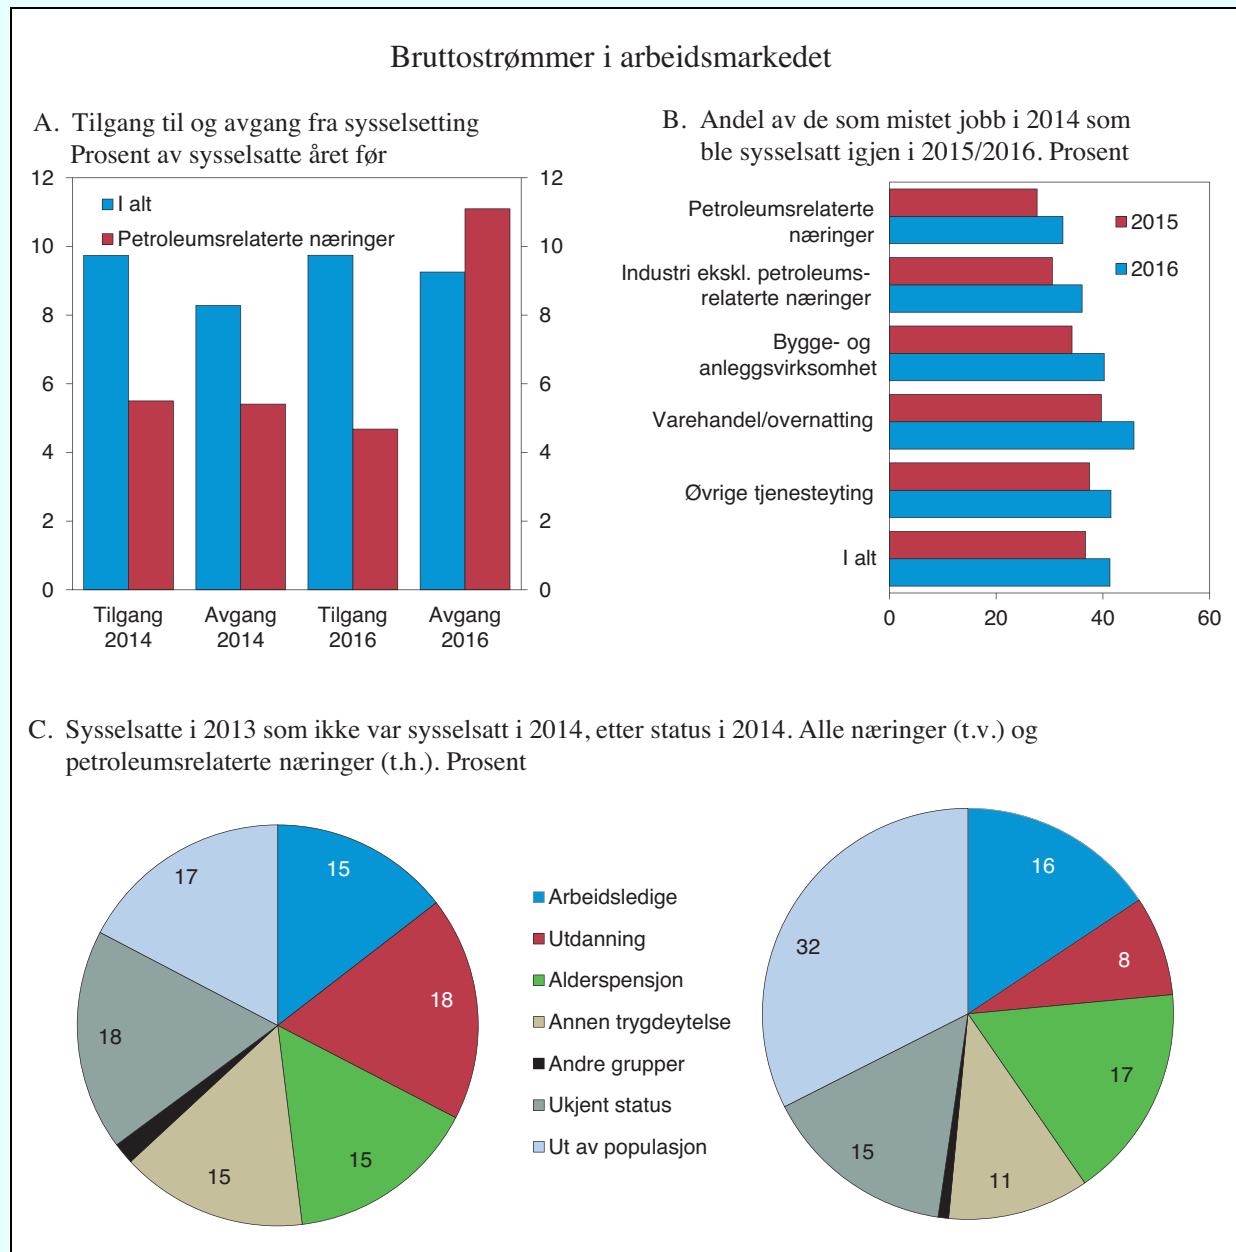 Bruttostrømmer i arbeidsmarkedet
A. Tilgang til og avgang fra sysselsetting
Prosent av sysselsatte året før
12
10
8
6
4
2
0
I alt
Petroleumsrelaterte næringer
12
10
8
6
4
2
0
Tilgang
2014
Avgang
2014
Tilgang
2016
Avgang
2016
B. Andel av de som mistet jobb i 2014 som
ble sysselsatt igjen i 2015/2016. Prosent
Petroleumsrelaterte
næringer
Industri ekskl. petroleums-
relaterte næringer
Bygge- og
anleggsvirksomhet
Varehandel/overnatting
Øvrige tjenesteyting
I alt
2015
2016
0 20 40 60
C. Sysselsatte i 2013 som ikke var sysselsatt i 2014, etter status i 2014. Alle næringer (t.v.) og
petroleumsrelaterte næringer (t.h.). Prosent
15
18
15
15
18
17
Arbeidsledige
Utdanning
Alderspensjon
Annen trygdeytelse
Andre grupper
Ukjent status
Ut av populasjon
16
8
17
11
15
32